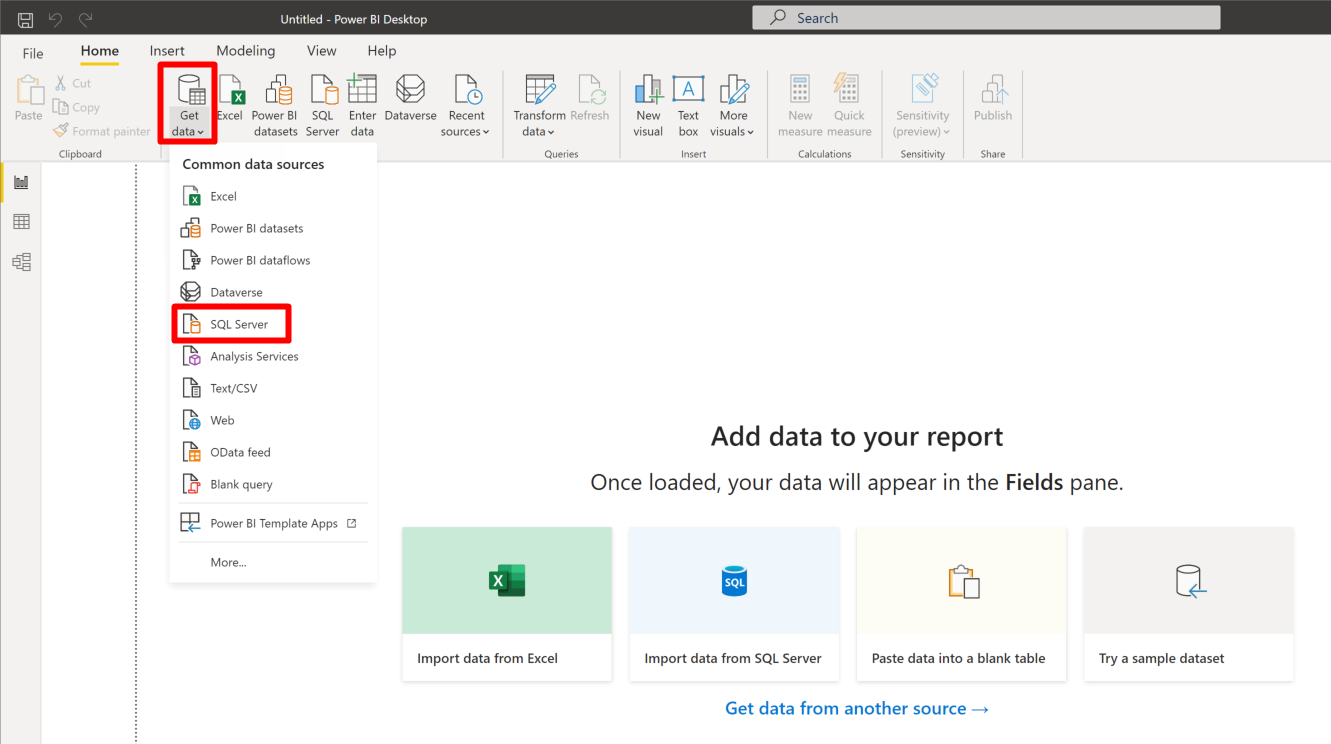 Untitled - Power BI Desktop
Search
File
Home
Insert
Modeling
View
Help
Paste
Cut
Copy
Format painter
Clipboard
Get data
Excel
Power BI datasets
SQL Server
Enter data
Dataverse
Recent sources
Transform data
Refresh
Queries
New visual
Text box
More visuals
Insert
New measure
Quick measure
Calculations
Sensitivity (preview)
Sensitivity
Publish
Share
Common data sources
Excel
Power BI datasets
Power BI dataflows
Dataverse
SQL Server
Analysis Services
Text/CSV
Web
OData feed
Blank query
Power BI Template Apps
More...
Add data to your report
Once loaded, your data will appear in the Fields pane.
X
SQL
Import data from Excel
Import data from SQL Server
Paste data into a blank table
Try a sample dataset
Get data from another source →